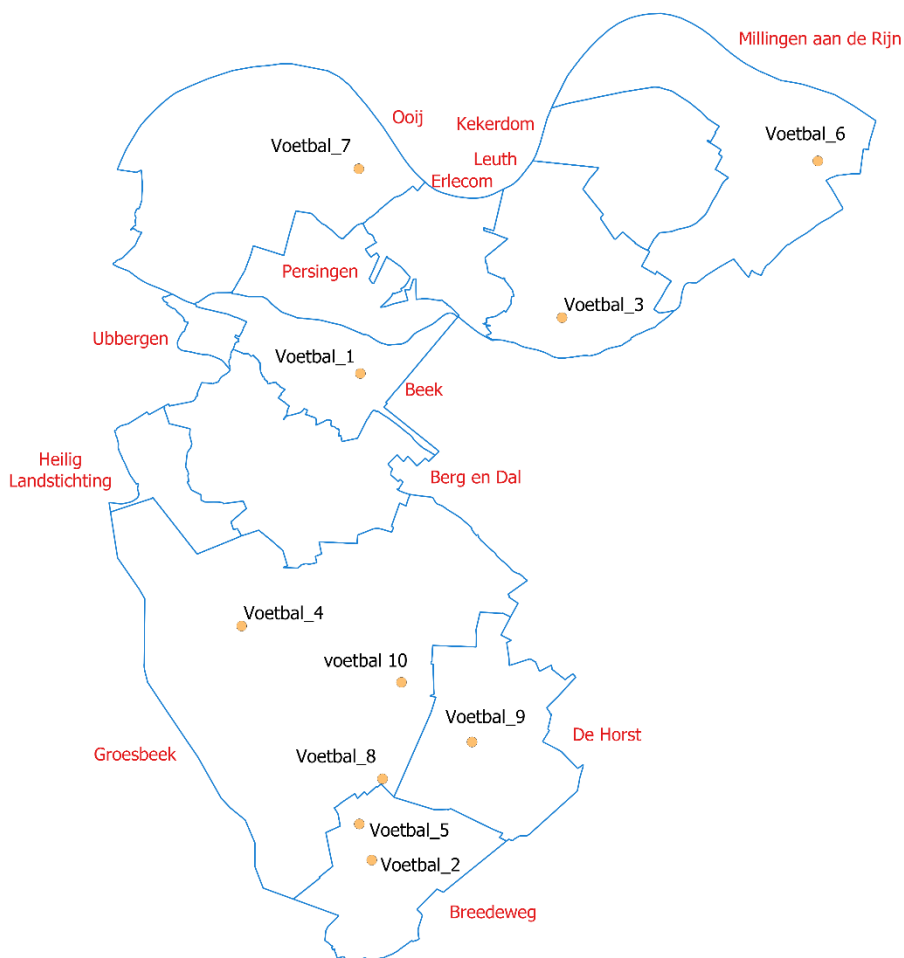 Millingen aan de Rijn
Ooij
Kekerdom
Voetbal_7
Voetbal_6
Leuth
Erlecom
Persingen
Voetbal_3
Ubbergen
Voetbal_1
Beek
Heilig
Landstichting
Berg en Dal
Voetbal_4
voetbal 10
Voetbal_9
De Horst
Groesbeek
Voetbal_8
Voetbal_5
Voetbal_2
Breedeweg